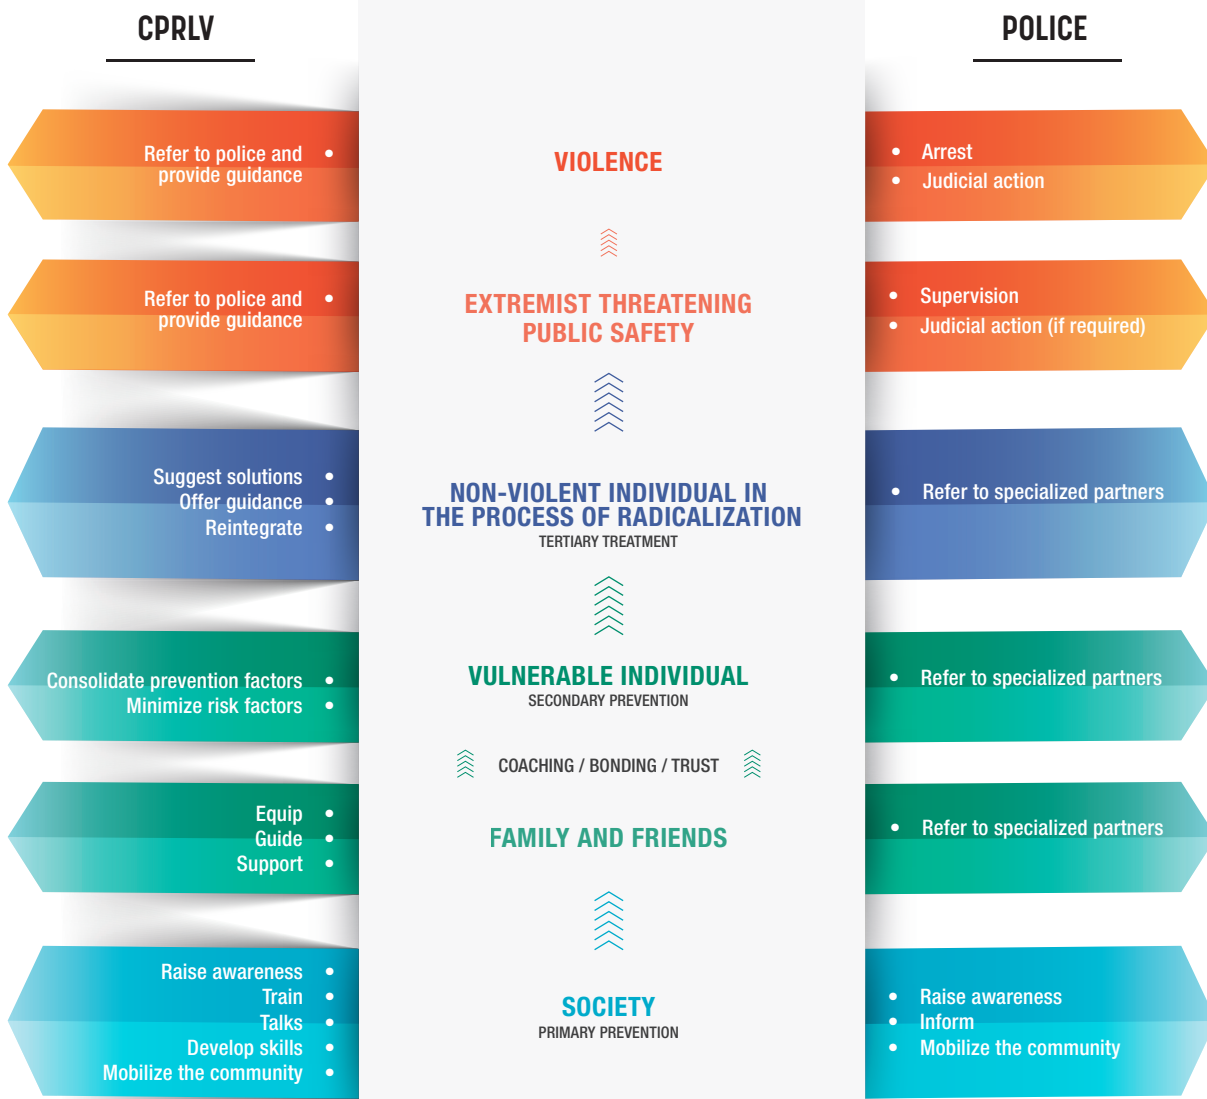 CPRLV
POLICE
Refer to police and
provide guidance
VIOLENCE
Arrest
Judicial action
Refer to police and
provide guidance
EXTREMIST THREATENING
PUBLIC SAFETY
Supervision
Judicial action (if required)
Suggest solutions
Offer guidance
Reintegrate
NON-VIOLENT INDIVIDUAL IN
THE PROCESS OF RADICALIZATION
TERTIARY TREATMENT
Refer to specialized partners
Consolidate prevention factors
Minimize risk factors
VULNERABLE INDIVIDUAL
SECONDARY PREVENTION
Refer to specialized partners
COACHING / BONDING / TRUST
Equip
Guide
Support
FAMILY AND FRIENDS
Refer to specialized partners
Raise awareness
Train
Talks
Develop skills
Mobilize the community
SOCIETY
PRIMARY PREVENTION
Raise awareness
Inform
Mobilize the community